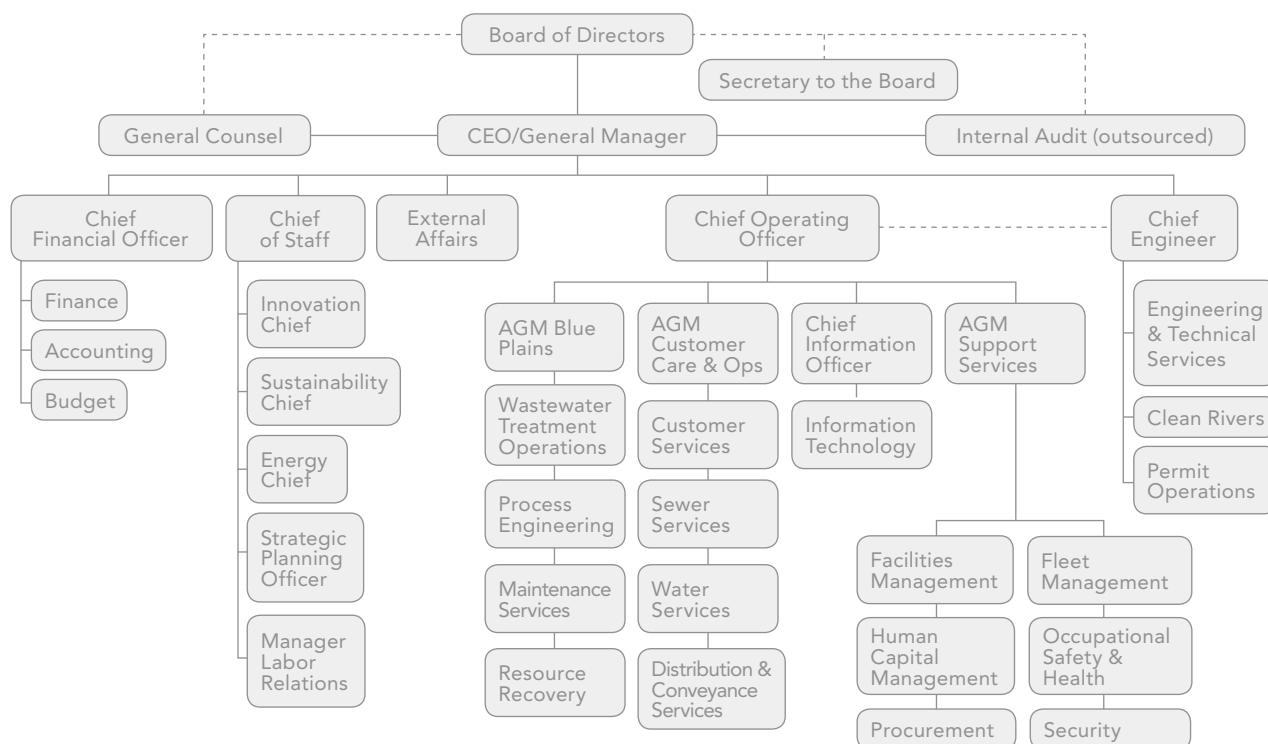 Board of Directors
Secretary to the Board
General Counsel
CEO/General Manager
Internal Audit (outsourced)
Chief
Financial Officer
Chief
of Staff
External
Affairs
Chief Operating
Officer
Chief
Engineer
Finance
Accounting
Budget
Innovation
Chief
Sustainability
Chief
Energy
Chief
Strategic
Planning
Officer
Manager
Labor
Relations
AGM Blue
Plains
Wastewater
Treatment
Operations
Process
Engineering
Maintenance
Services
Resource
Recovery
AGM
Customer
Care & Ops
Customer
Services
Sewer
Services
Water
Services
Distribution &
Conveyance
Services
Chief
Information
Officer
Information
Technology
AGM
Support
Services
Facilities
Management
Human
Capital
Management
Procurement
Fleet
Management
Occupational
Safety &
Health
Security
Engineering
& Technical
Services
Clean Rivers
Permit
Operations